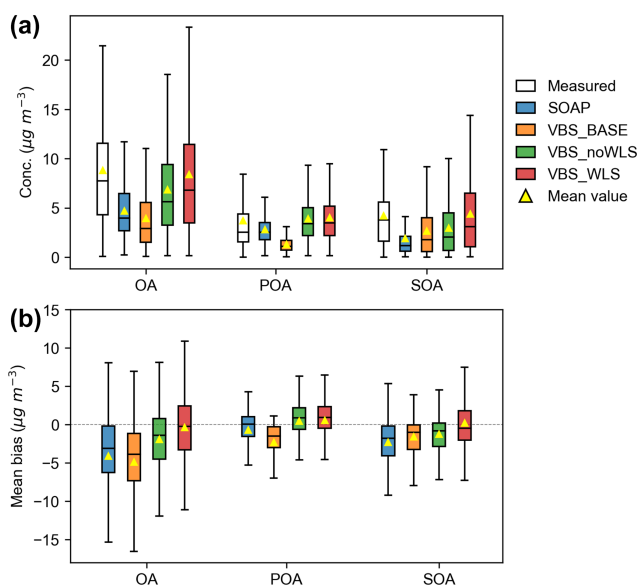 (a)
Conc. (μg m⁻³)
20
15
10
5
0
OA
POA
SOA
Measured
SOAP
VBS_BASE
VBS_noWLS
VBS_WLS
Mean value
(b)
Mean bias (μg m⁻³)
15
10
5
0
−5
−10
−15
OA
POA
SOA